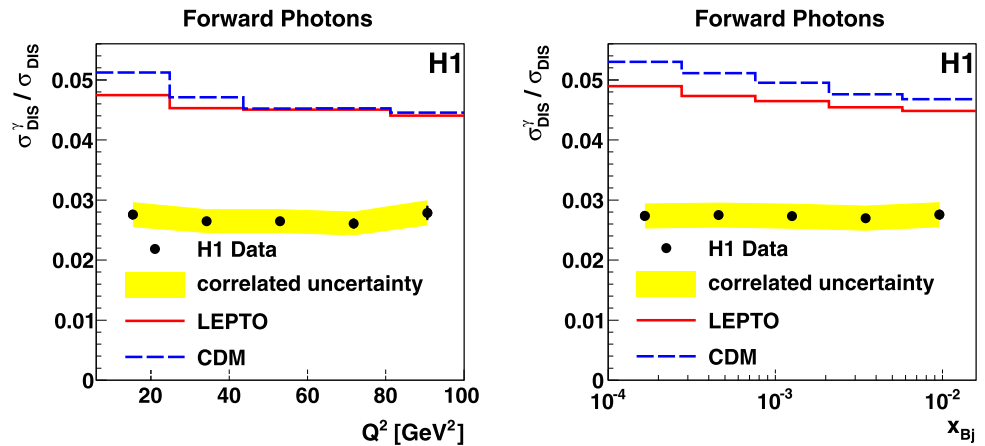 Forward Photons
H1
σ^γ_DIS / σ_DIS
0.05
0.04
0.03
0.02
0.01
0
H1 Data
correlated uncertainty
LEPTO
CDM
20 40 60 80 100
Q² [GeV²]
Forward Photons
H1
σ^γ_DIS / σ_DIS
0.05
0.04
0.03
0.02
0.01
0
H1 Data
correlated uncertainty
LEPTO
CDM
10⁻⁴ 10⁻³ 10⁻²
x_Bj